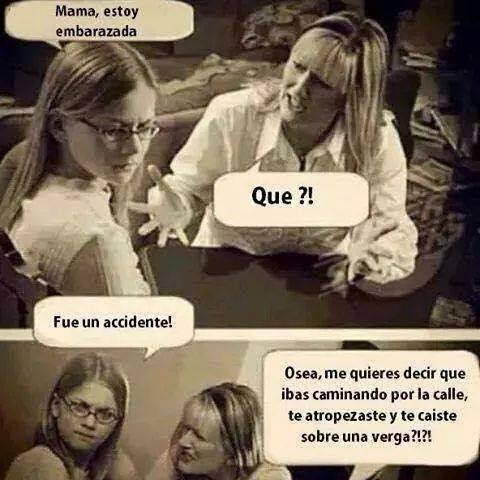 Mama, estoy
embarazada
Que ?!
Fue un accidente!
Osea, me quieres decir que
ibas caminando por la calle,
te atropezaste y te caiste
sobre una verga?!?!